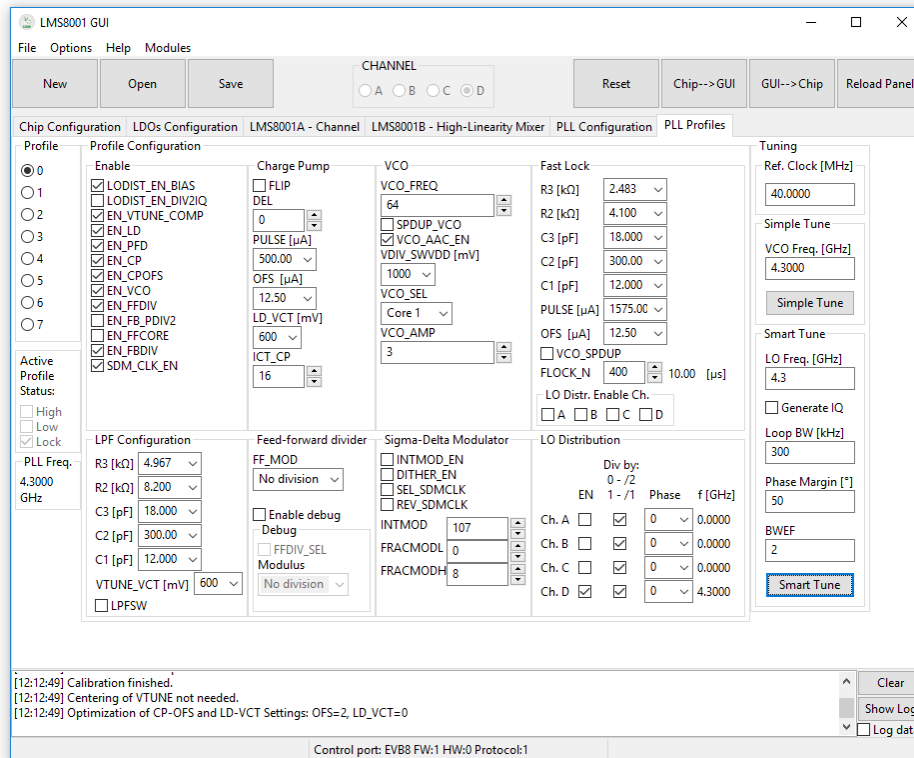 LMS8001 GUI
File Options Help Modules
New Open Save
CHANNEL
A B C D
Reset Chip-->GUI GUI-->Chip Reload Panel
Chip Configuration LDOs Configuration LMS8001A - Channel LMS8001B - High-Linearity Mixer PLL Configuration PLL Profiles
Profile
0
1
2
3
4
5
6
7
Active
Profile
Status:
High
Low
Lock
PLL Freq.
4.3000
GHz
Profile Configuration
Enable
LODIST_EN_BIAS
LODIST_EN_DIV2IQ
EN_VTUNE_COMP
EN_LD
EN_PFD
EN_CP
EN_CPOFS
EN_VCO
EN_FFDIV
EN_FB_PDIV2
EN_FFCORE
EN_FBDIV
SDM_CLK_EN
Charge Pump
FLIP
DEL
0
PULSE [µA]
500.00
OFS [µA]
12.50
LD_VCT [mV]
600
ICT_CP
16
VCO
VCO_FREQ
64
SPDUP_VCO
VCO_AAC_EN
VDIV_SWVDD [mV]
1000
VCO_SEL
Core 1
VCO_AMP
3
Fast Lock
R3 [kΩ] 2.483
R2 [kΩ] 4.100
C3 [pF] 18.000
C2 [pF] 300.00
C1 [pF] 12.000
PULSE [µA] 1575.00
OFS [µA] 12.50
VCO_SPDUP
FLOCK_N 400 10.00 [µs]
LO Distr. Enable Ch.
A B C D
LPF Configuration
R3 [kΩ] 4.967
R2 [kΩ] 8.200
C3 [pF] 18.000
C2 [pF] 300.00
C1 [pF] 12.000
VTUNE_VCT [mV] 600
LPFSW
Feed-forward divider
FF_MOD
No division
Enable debug
Debug
FFDIV_SEL
Modulus
No division
Sigma-Delta Modulator
INTMOD_EN
DITHER_EN
SEL_SDMCLK
REV_SDMCLK
INTMOD 107
FRACMODL 0
FRACMODH 8
LO Distribution
Div by:
0 - /2
EN 1 - /1 Phase f [GHz]
Ch. A 0 0.0000
Ch. B 0 0.0000
Ch. C 0 0.0000
Ch. D 0 4.3000
Tuning
Ref. Clock [MHz]
40.0000
Simple Tune
VCO Freq. [GHz]
4.3000
Simple Tune
Smart Tune
LO Freq. [GHz]
4.3
Generate IQ
Loop BW [kHz]
300
Phase Margin [°]
50
BWEF
2
Smart Tune
[12:12:49] Calibration finished.
[12:12:49] Centering of VTUNE not needed.
[12:12:49] Optimization of CP-OFS and LD-VCT Settings: OFS=2, LD_VCT=0
Clear
Show Log
Log dat
Control port: EVB8 FW:1 HW:0 Protocol:1